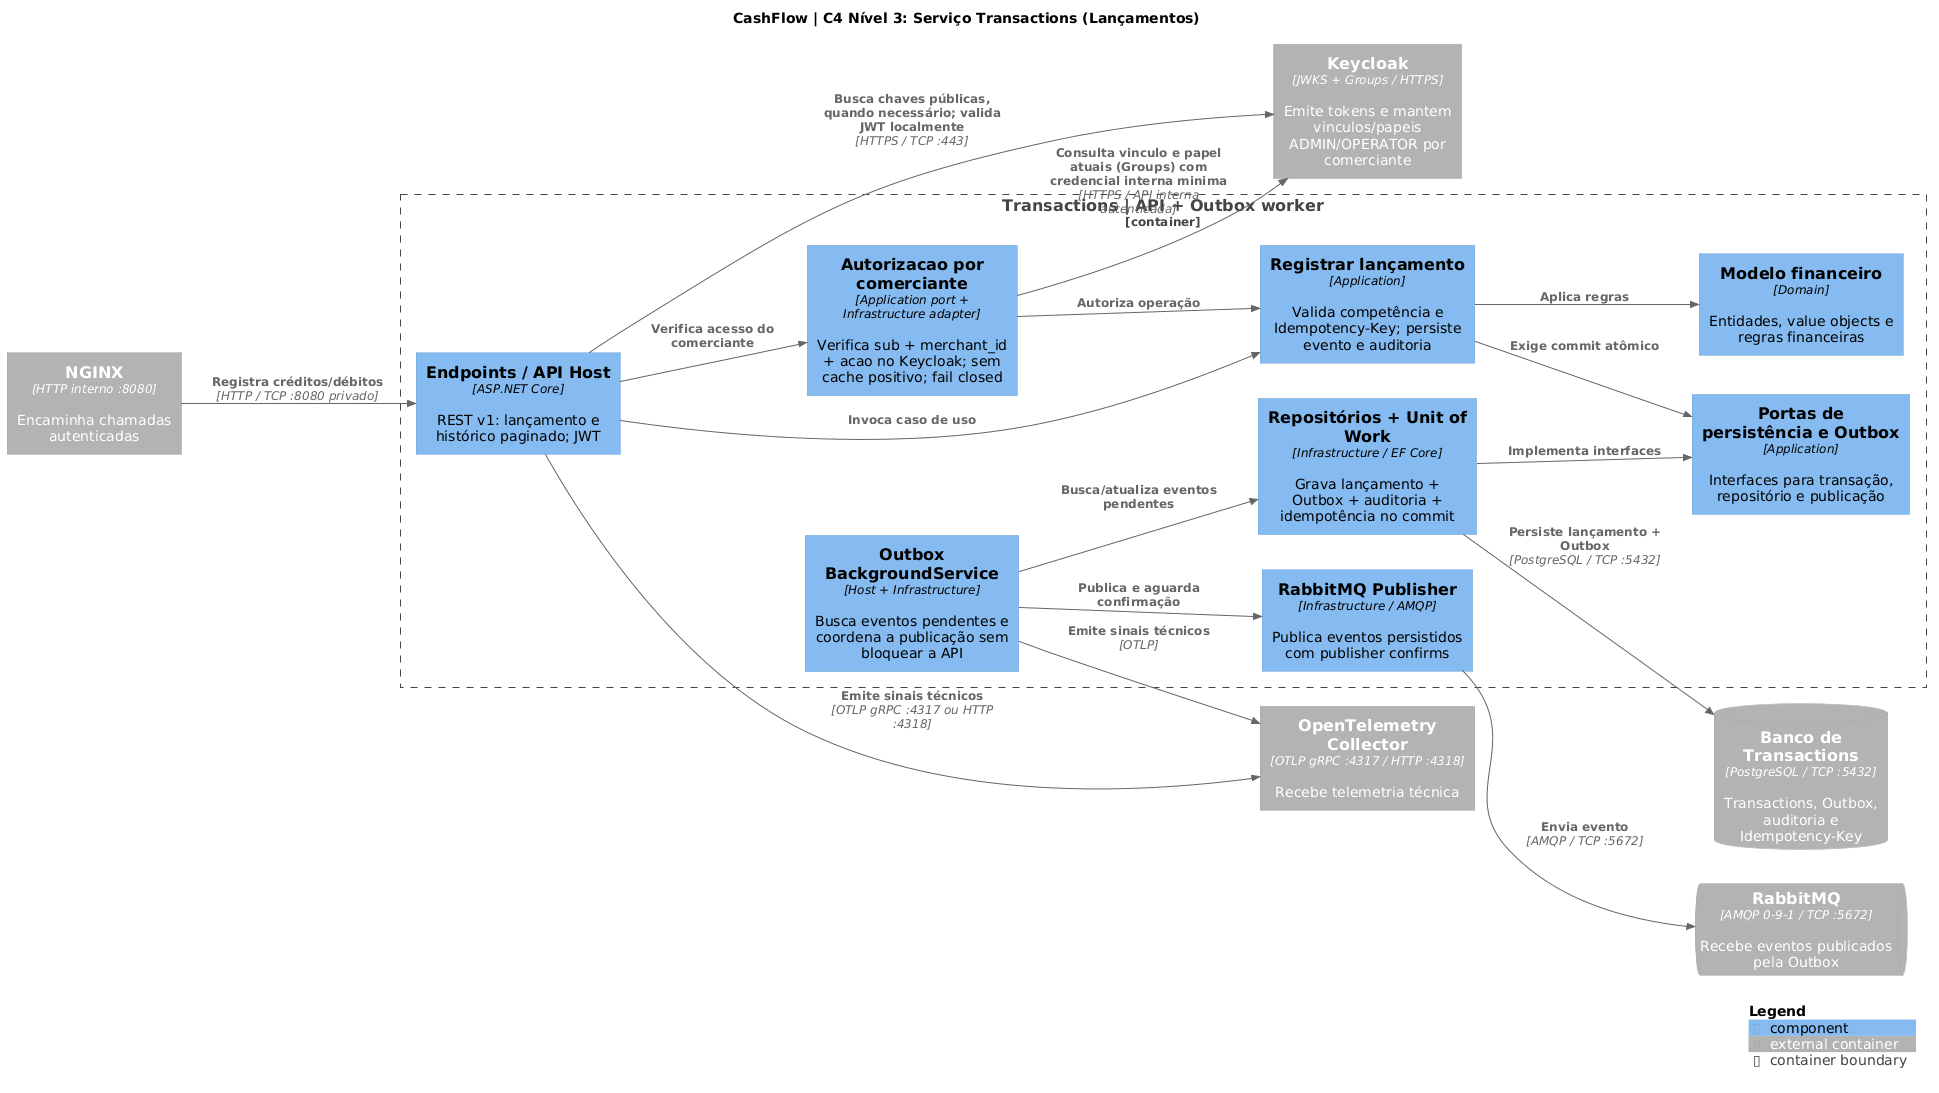 CashFlow | C4 Nível 3: Serviço Transactions (Lançamentos)
Keycloak
[JWKS + Groups / HTTPS]
Emite tokens e mantem
vinculos/papeis
ADMIN/OPERATOR por
comerciante
Busca chaves públicas,
quando necessário; valida
JWT localmente
[HTTPS / TCP :443]
Consulta vinculo e papel
atuais (Groups) com
credencial interna minima
[HTTPS / API interna
autenticada]
Transactions | API + Outbox worker
[container]
NGINX
[HTTP interno :8080]
Encaminha chamadas
autenticadas
Registra créditos/débitos
[HTTP / TCP :8080 privado]
Endpoints / API Host
[ASP.NET Core]
REST v1: lançamento e
histórico paginado; JWT
Verifica acesso do
comerciante
Autorizacao por
comerciante
[Application port +
Infrastructure adapter]
Verifica sub + merchant_id
+ acao no Keycloak; sem
cache positivo; fail closed
Autoriza operação
Invoca caso de uso
Registrar lançamento
[Application]
Valida competência e
Idempotency-Key; persiste
evento e auditoria
Aplica regras
Modelo financeiro
[Domain]
Entidades, value objects e
regras financeiras
Exige commit atômico
Repositórios + Unit of
Work
[Infrastructure / EF Core]
Grava lançamento +
Outbox + auditoria +
idempotência no commit
Implementa interfaces
Portas de
persistência e Outbox
[Application]
Interfaces para transação,
repositório e publicação
Busca/atualiza eventos
pendentes
Persiste lançamento +
Outbox
[PostgreSQL / TCP :5432]
Outbox
BackgroundService
[Host + Infrastructure]
Busca eventos pendentes e
coordena a publicação sem
bloquear a API
Publica e aguarda
confirmação
Emite sinais técnicos
[OTLP]
RabbitMQ Publisher
[Infrastructure / AMQP]
Publica eventos persistidos
com publisher confirms
Emite sinais técnicos
[OTLP gRPC :4317 ou HTTP
:4318]
OpenTelemetry
Collector
[OTLP gRPC :4317 / HTTP :4318]
Recebe telemetria técnica
Banco de
Transactions
[PostgreSQL / TCP :5432]
Transactions, Outbox,
auditoria e
Idempotency-Key
Envia evento
[AMQP / TCP :5672]
RabbitMQ
[AMQP 0-9-1 / TCP :5672]
Recebe eventos publicados
pela Outbox
Legend
component
external container
container boundary